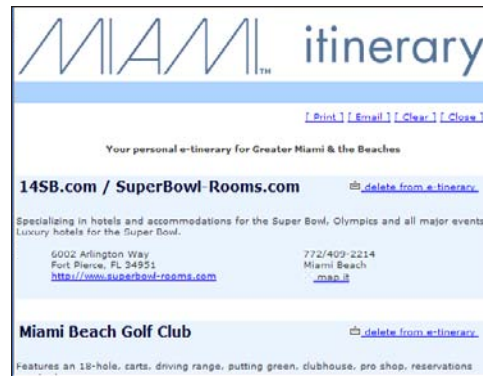 MIAMI™ itinerary
[ Print ] [ Email ] [ Clear ] [ Close ]
Your personal e-tinerary for Greater Miami & the Beaches
14SB.com / SuperBowl-Rooms.com delete from e-tinerary
Specializing in hotels and accommodations for the Super Bowl, Olympics and all major events
Luxury hotels for the Super Bowl.
6002 Arlington Way 772/409-2214
Fort Pierce, FL 34951 Miami Beach
http://www.superbowl-rooms.com map it
Miami Beach Golf Club delete from e-tinerary
Features an 18-hole, carts, driving range, putting green, clubhouse, pro shop, reservations